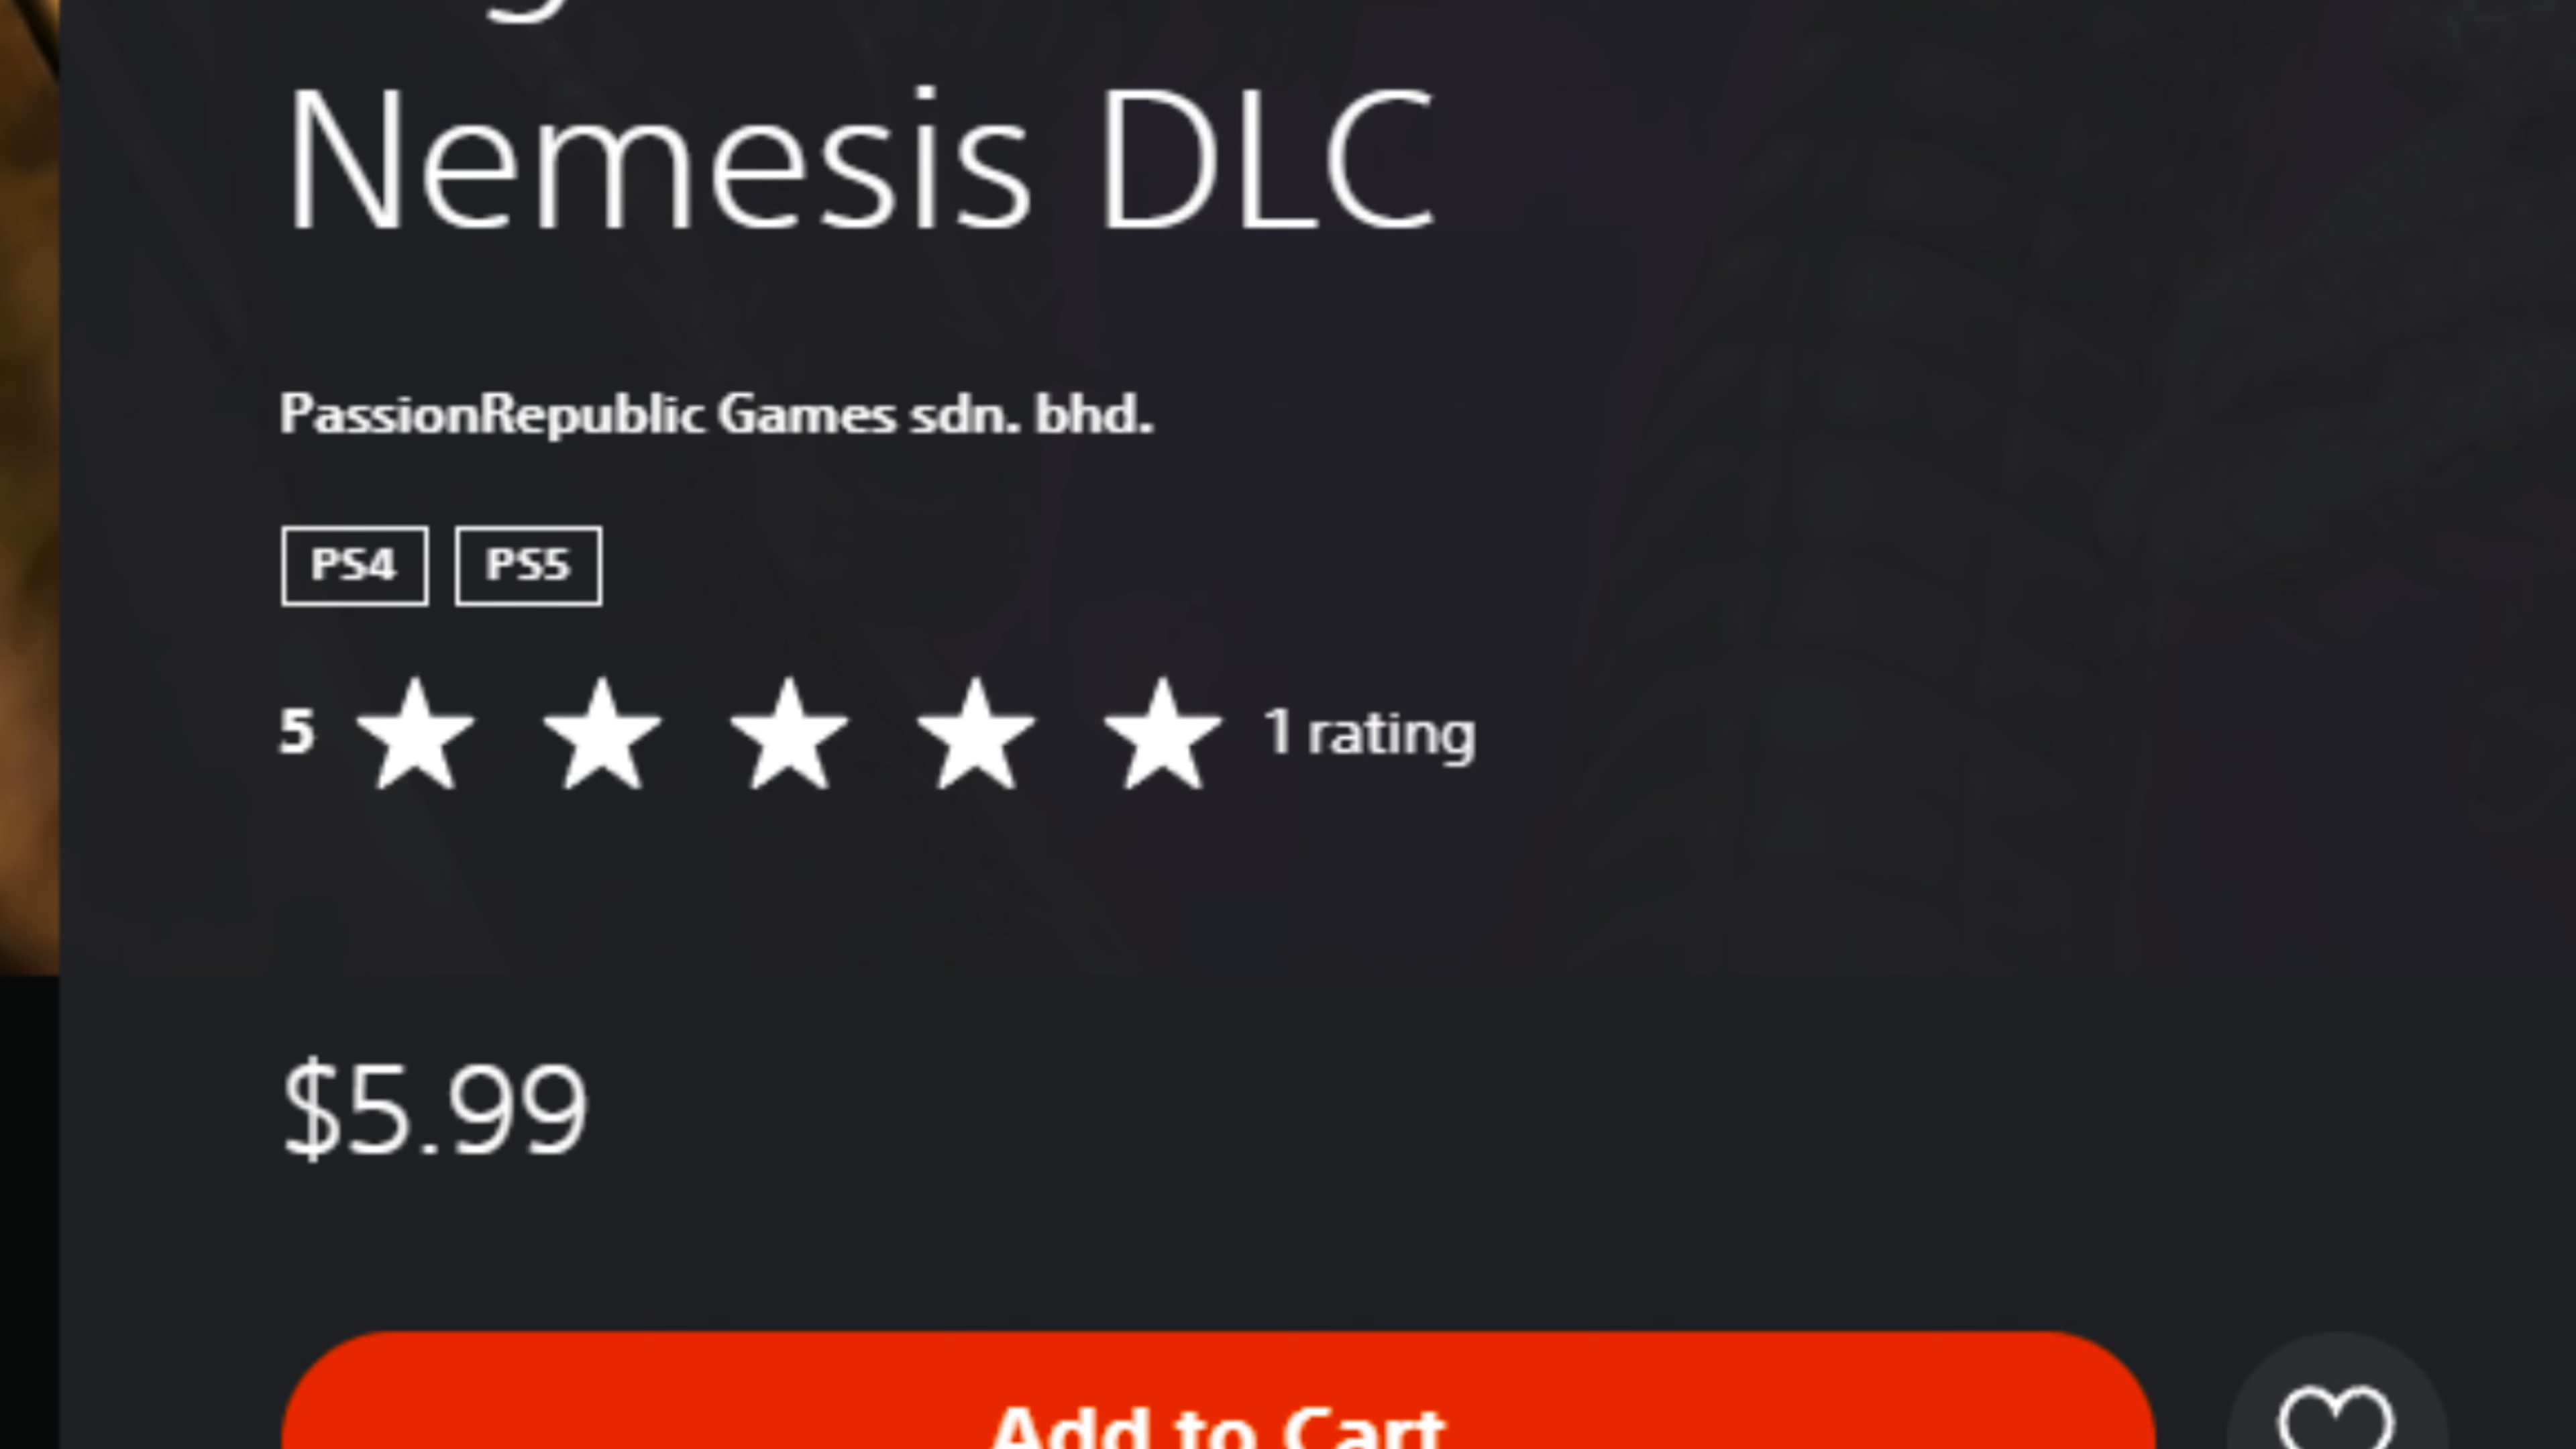 Nemesis DLC
PassionRepublic Games sdn. bhd.
PS4 PS5
5 1 rating
$5.99
Add to Cart